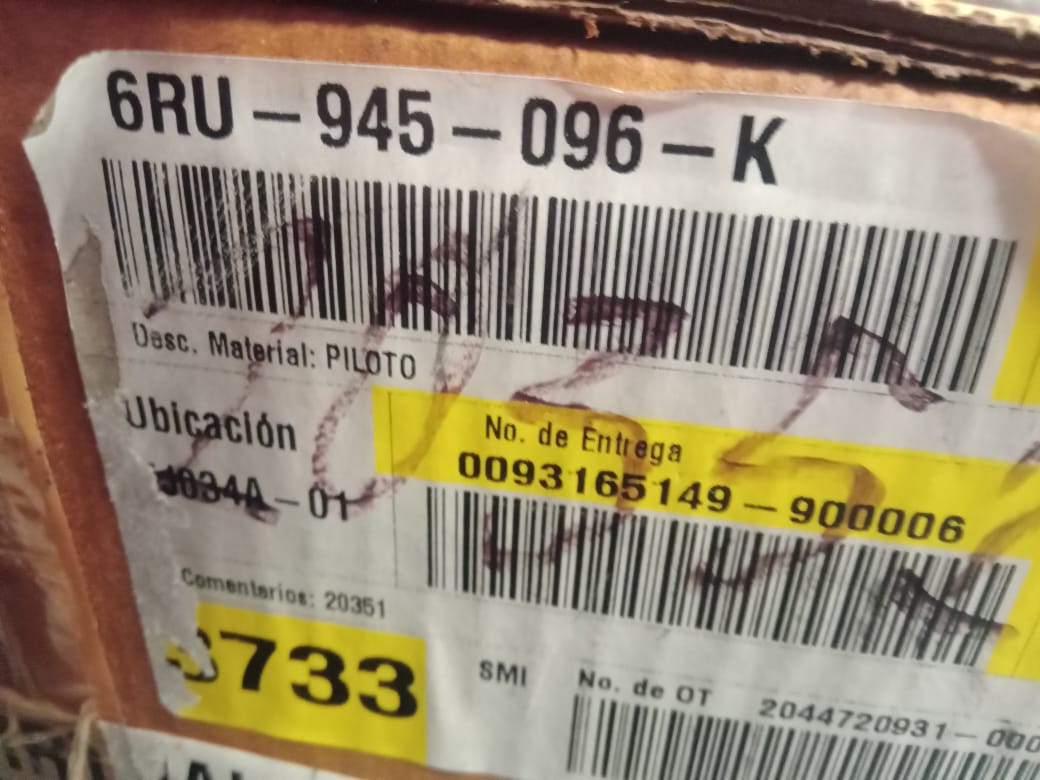 6RU – 945 – 096 – K
Desc. Material: PILOTO
Ubicación
No. de Entrega
0093165149 – 900006
– 01
Comentarios: 20351
733
SMI
No. de OT
2044720931 – 000